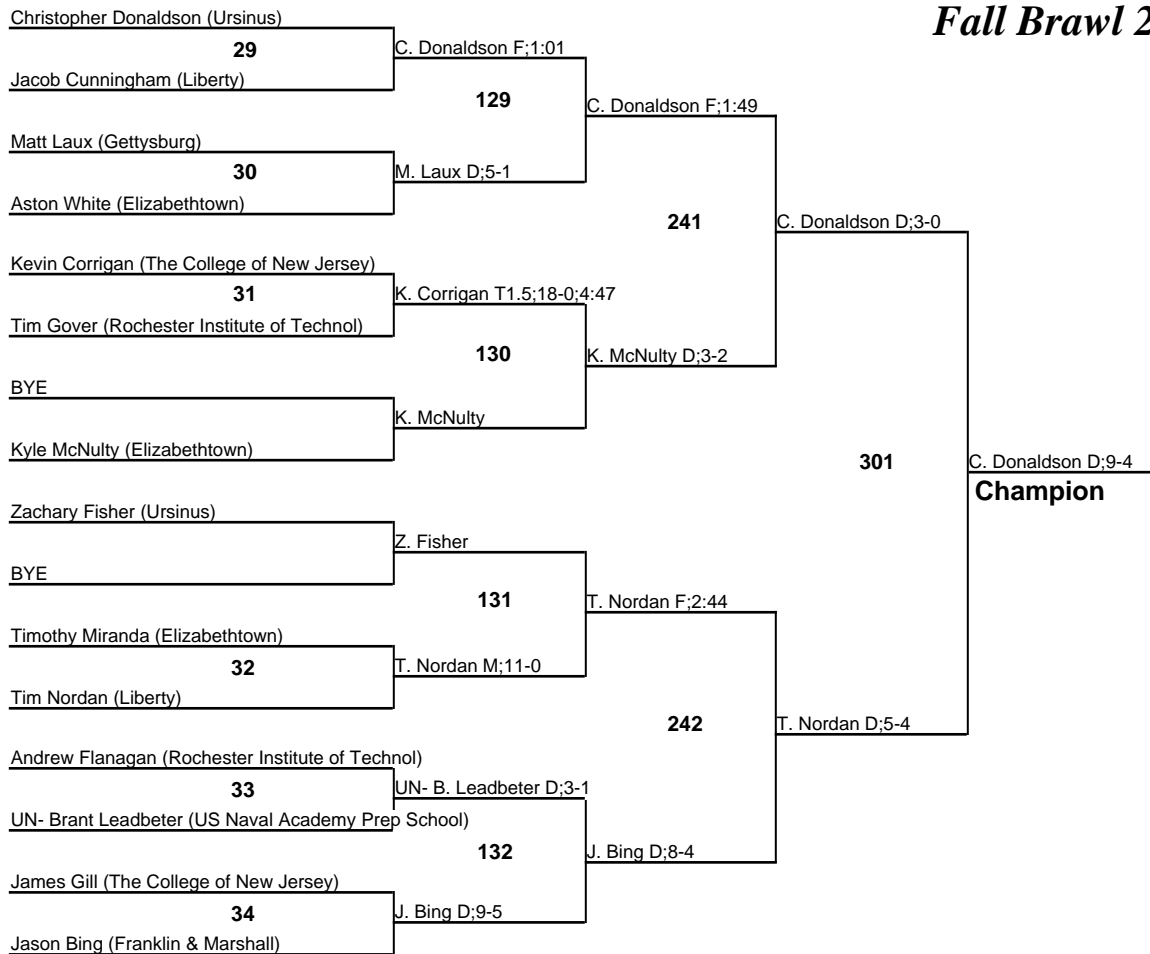 Fall Brawl 2
Christopher Donaldson (Ursinus)
29
C. Donaldson F;1:01
Jacob Cunningham (Liberty)
129
C. Donaldson F;1:49
Matt Laux (Gettysburg)
30
M. Laux D;5-1
Aston White (Elizabethtown)
241
C. Donaldson D;3-0
Kevin Corrigan (The College of New Jersey)
31
K. Corrigan T1.5;18-0;4:47
Tim Gover (Rochester Institute of Technol)
130
K. McNulty D;3-2
BYE
K. McNulty
Kyle McNulty (Elizabethtown)
301
C. Donaldson D;9-4
Champion
Zachary Fisher (Ursinus)
Z. Fisher
BYE
131
T. Nordan F;2:44
Timothy Miranda (Elizabethtown)
32
T. Nordan M;11-0
Tim Nordan (Liberty)
242
T. Nordan D;5-4
Andrew Flanagan (Rochester Institute of Technol)
33
UN- B. Leadbeter D;3-1
UN- Brant Leadbeter (US Naval Academy Prep School)
132
J. Bing D;8-4
James Gill (The College of New Jersey)
34
J. Bing D;9-5
Jason Bing (Franklin & Marshall)